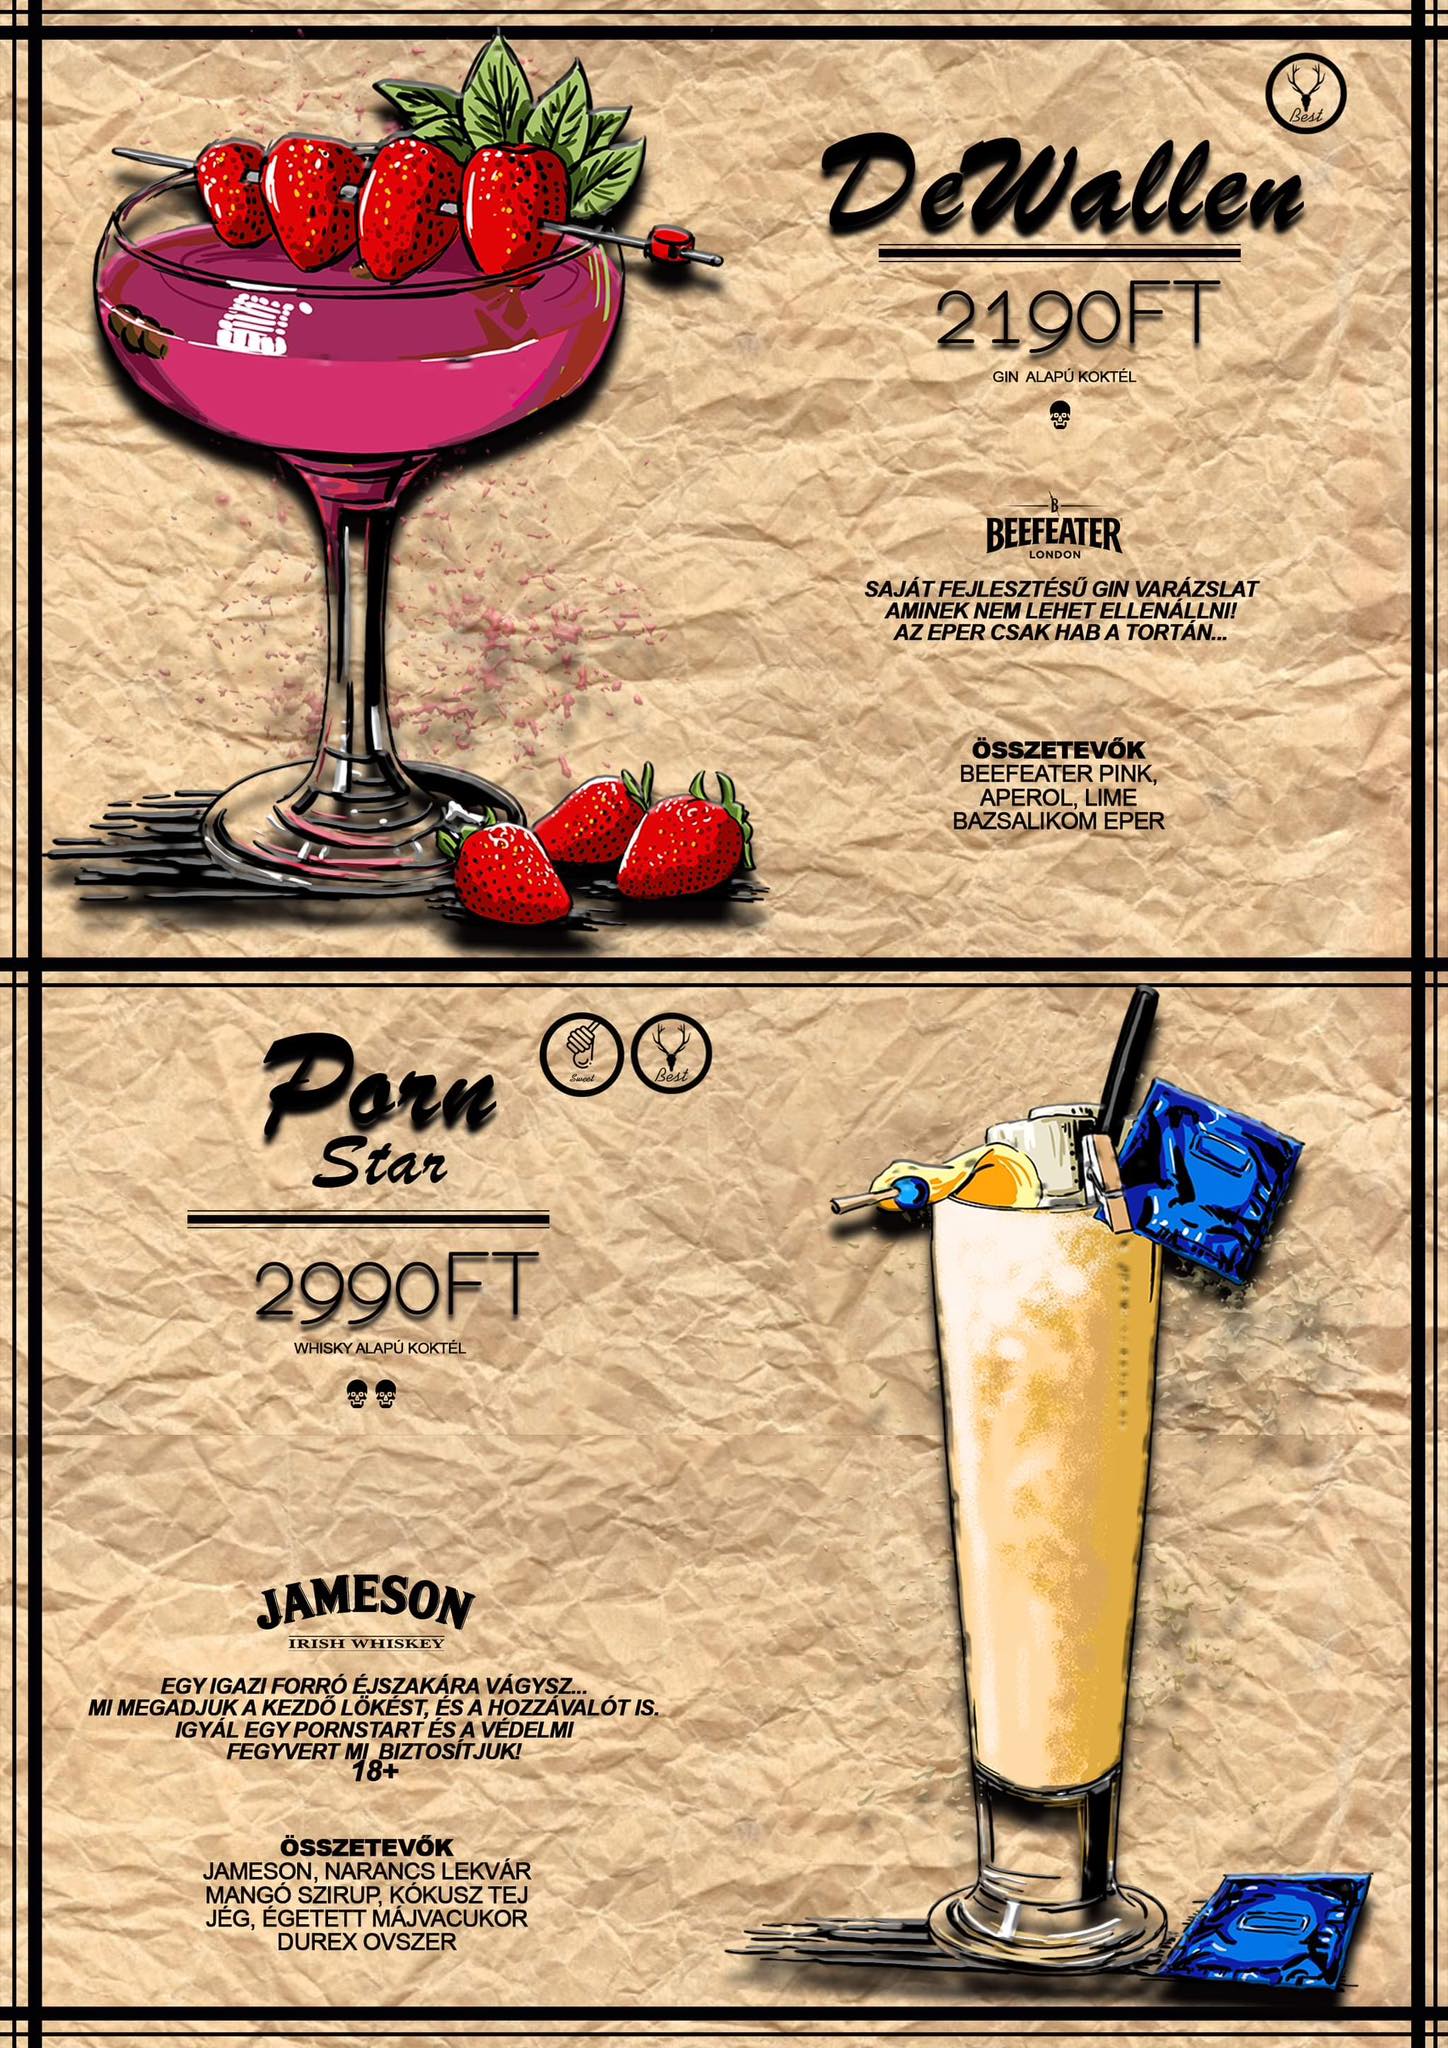 Best
DeWallen
2190FT
GIN ALAPÚ KOKTÉL
B
BEEFEATER
LONDON
SAJÁT FEJLESZTÉSŰ GIN VARÁZSLAT
AMINEK NEM LEHET ELLENÁLLNI!
AZ EPER CSAK HAB A TORTÁN...
ÖSSZETEVŐK
BEEFEATER PINK,
APEROL, LIME
BAZSALIKOM EPER
Sweet
Best
Porn
Star
2990FT
WHISKY ALAPÚ KOKTÉL
JAMESON
IRISH WHISKEY
EGY IGAZI FORRÓ ÉJSZAKÁRA VÁGYSZ...
MI MEGADJUK A KEZDŐ LÖKÉST, ÉS A HOZZÁVALÓT IS.
IGYÁL EGY PORNSTART ÉS A VÉDELMI
FEGYVERT MI BIZTOSÍTJUK!
18+
ÖSSZETEVŐK
JAMESON, NARANCS LEKVÁR
MANGÓ SZIRUP, KÓKUSZ TEJ
JÉG, ÉGETETT MÁJVACUKOR
DUREX OVSZER